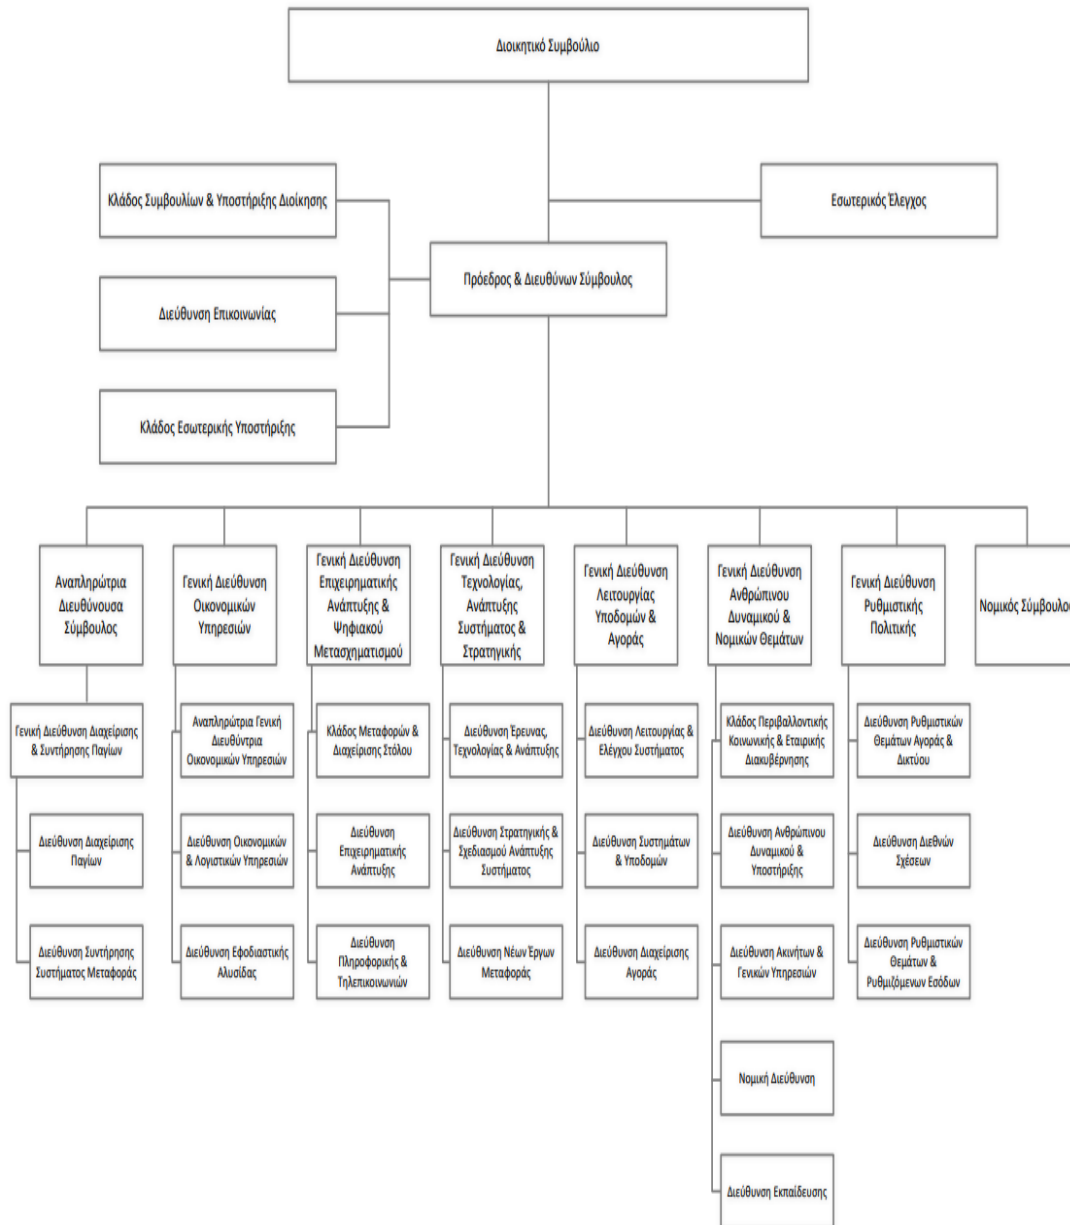 Διοικητικό Συμβούλιο
Κλάδος Συμβουλίων & Υποστήριξης Διοίκησης
Εσωτερικός Έλεγχος
Πρόεδρος & Διευθύνων Σύμβουλος
Διεύθυνση Επικοινωνίας
Κλάδος Εσωτερικής Υποστήριξης
Αναπληρώτρια
Διευθύνουσα
Σύμβουλος
Γενική Διεύθυνση
Οικονομικών
Υπηρεσιών
Γενική Διεύθυνση
Επιχειρηματικής
Ανάπτυξης &
Ψηφιακού
Μετασχηματισμού
Γενική Διεύθυνση
Τεχνολογίας,
Ανάπτυξης
Συστήματος &
Στρατηγικής
Γενική Διεύθυνση
Λειτουργίας
Υποδομών &
Αγοράς
Γενική Διεύθυνση
Ανθρώπινου
Δυναμικού &
Νομικών Θεμάτων
Γενική Διεύθυνση
Ρυθμιστικής
Πολιτικής
Νομικός Σύμβουλος
Γενική Διεύθυνση Διαχείρισης
& Συντήρησης Παγίων
Αναπληρώτρια Γενική
Διευθύντρια
Οικονομικών Υπηρεσιών
Κλάδος Μεταφορών &
Διαχείρισης Στόλου
Διεύθυνση Έρευνας,
Τεχνολογίας & Ανάπτυξης
Διεύθυνση Λειτουργίας &
Ελέγχου Συστήματος
Κλάδος Περιβαλλοντικής
Κοινωνικής & Εταιρικής
Διακυβέρνησης
Διεύθυνση Ρυθμιστικών
Θεμάτων Αγοράς &
Δικτύου
Διεύθυνση Διαχείρισης
Παγίων
Διεύθυνση Οικονομικών
& Λογιστικών Υπηρεσιών
Διεύθυνση
Επιχειρηματικής
Ανάπτυξης
Διεύθυνση Στρατηγικής &
Σχεδιασμού Ανάπτυξης
Συστήματος
Διεύθυνση Συστημάτων
& Υποδομών
Διεύθυνση Ανθρώπινου
Δυναμικού &
Υποστήριξης
Διεύθυνση Διεθνών
Σχέσεων
Διεύθυνση Συντήρησης
Συστήματος Μεταφοράς
Διεύθυνση Εφοδιαστικής
Αλυσίδας
Διεύθυνση
Πληροφορικής &
Τηλεπικοινωνιών
Διεύθυνση Νέων Έργων
Μεταφοράς
Διεύθυνση Διαχείρισης
Αγοράς
Διεύθυνση Ακινήτων &
Γενικών Υπηρεσιών
Διεύθυνση Ρυθμιστικών
Θεμάτων &
Ρυθμιζόμενων Εσόδων
Νομική Διεύθυνση
Διεύθυνση Εκπαίδευσης